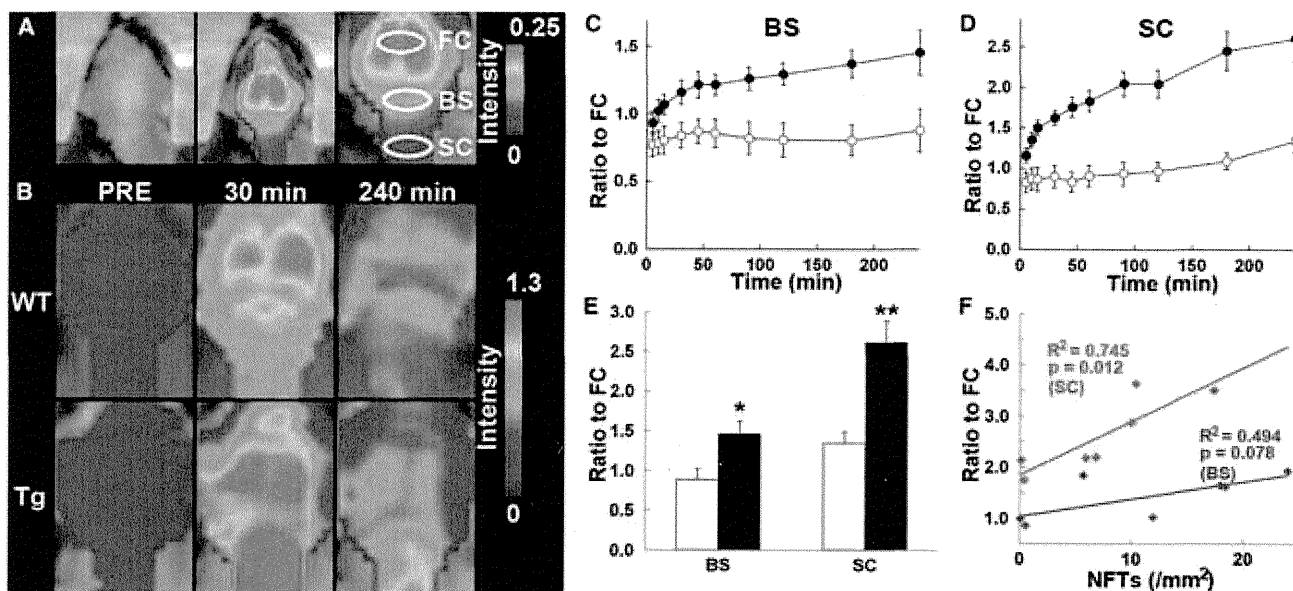 A
FC
BS
SC
0.25
Intensity
0
B
PRE 30 min 240 min
WT
Tg
1.3
Intensity
0
C
BS
Ratio to FC
1.5
1.0
0.5
0.0
0 50 100 150 200
Time (min)
D
SC
Ratio to FC
2.5
2.0
1.5
1.0
0.5
0.0
0 50 100 150 200
Time (min)
E
Ratio to FC
3.0
2.5
2.0
1.5
1.0
0.5
0.0
*
**
BS SC
F
Ratio to FC
5.0
4.0
3.0
2.0
1.0
R² = 0.745
p = 0.012
(SC)
R² = 0.494
p = 0.078
(BS)
0 10 20
NFTs (/mm²)